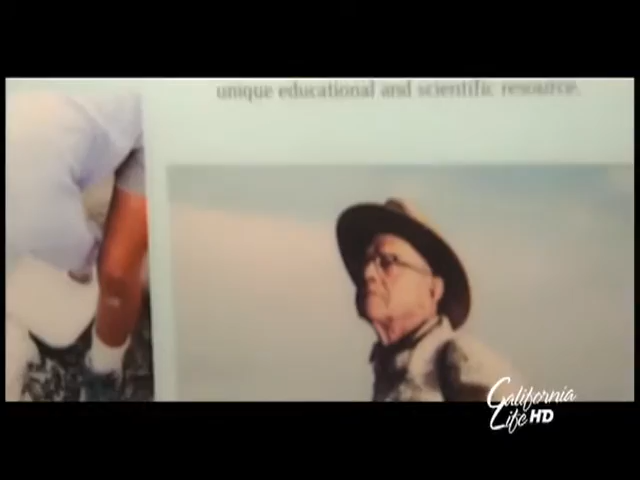 unique educational and scientific resource.
California
Life HD